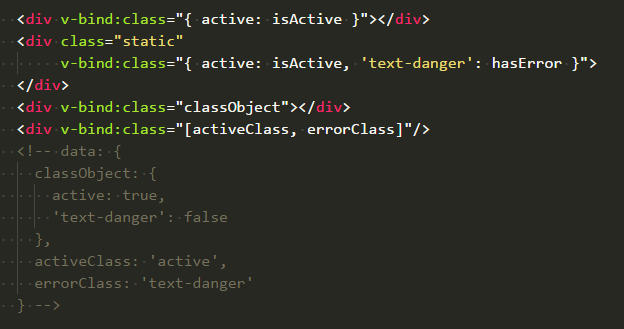 <div v-bind:class="{ active: isActive }"></div>
<div class="static"
     v-bind:class="{ active: isActive, 'text-danger': hasError }">
</div>
<div v-bind:class="classObject"></div>
<div v-bind:class="[activeClass, errorClass]"/>
<!-- data: {
  classObject: {
    active: true,
    'text-danger': false
  },
  activeClass: 'active',
  errorClass: 'text-danger'
} -->